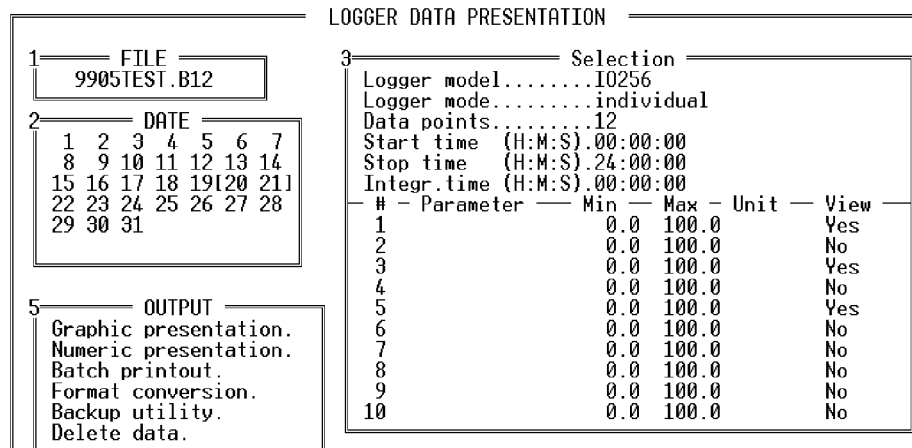 LOGGER DATA PRESENTATION
1 FILE
9905TEST.B12
2 DATE
1 2 3 4 5 6 7
8 9 10 11 12 13 14
15 16 17 18 19[20 21]
22 23 24 25 26 27 28
29 30 31
3 Selection
Logger model........IO256
Logger mode.........individual
Data points.........12
Start time (H:M:S).00:00:00
Stop time (H:M:S).24:00:00
Integr.time (H:M:S).00:00:00
# - Parameter - Min - Max - Unit - View
1 0.0 100.0 Yes
2 0.0 100.0 No
3 0.0 100.0 Yes
4 0.0 100.0 No
5 0.0 100.0 Yes
6 0.0 100.0 No
7 0.0 100.0 No
8 0.0 100.0 No
9 0.0 100.0 No
10 0.0 100.0 No
5 OUTPUT
Graphic presentation.
Numeric presentation.
Batch printout.
Format conversion.
Backup utility.
Delete data.